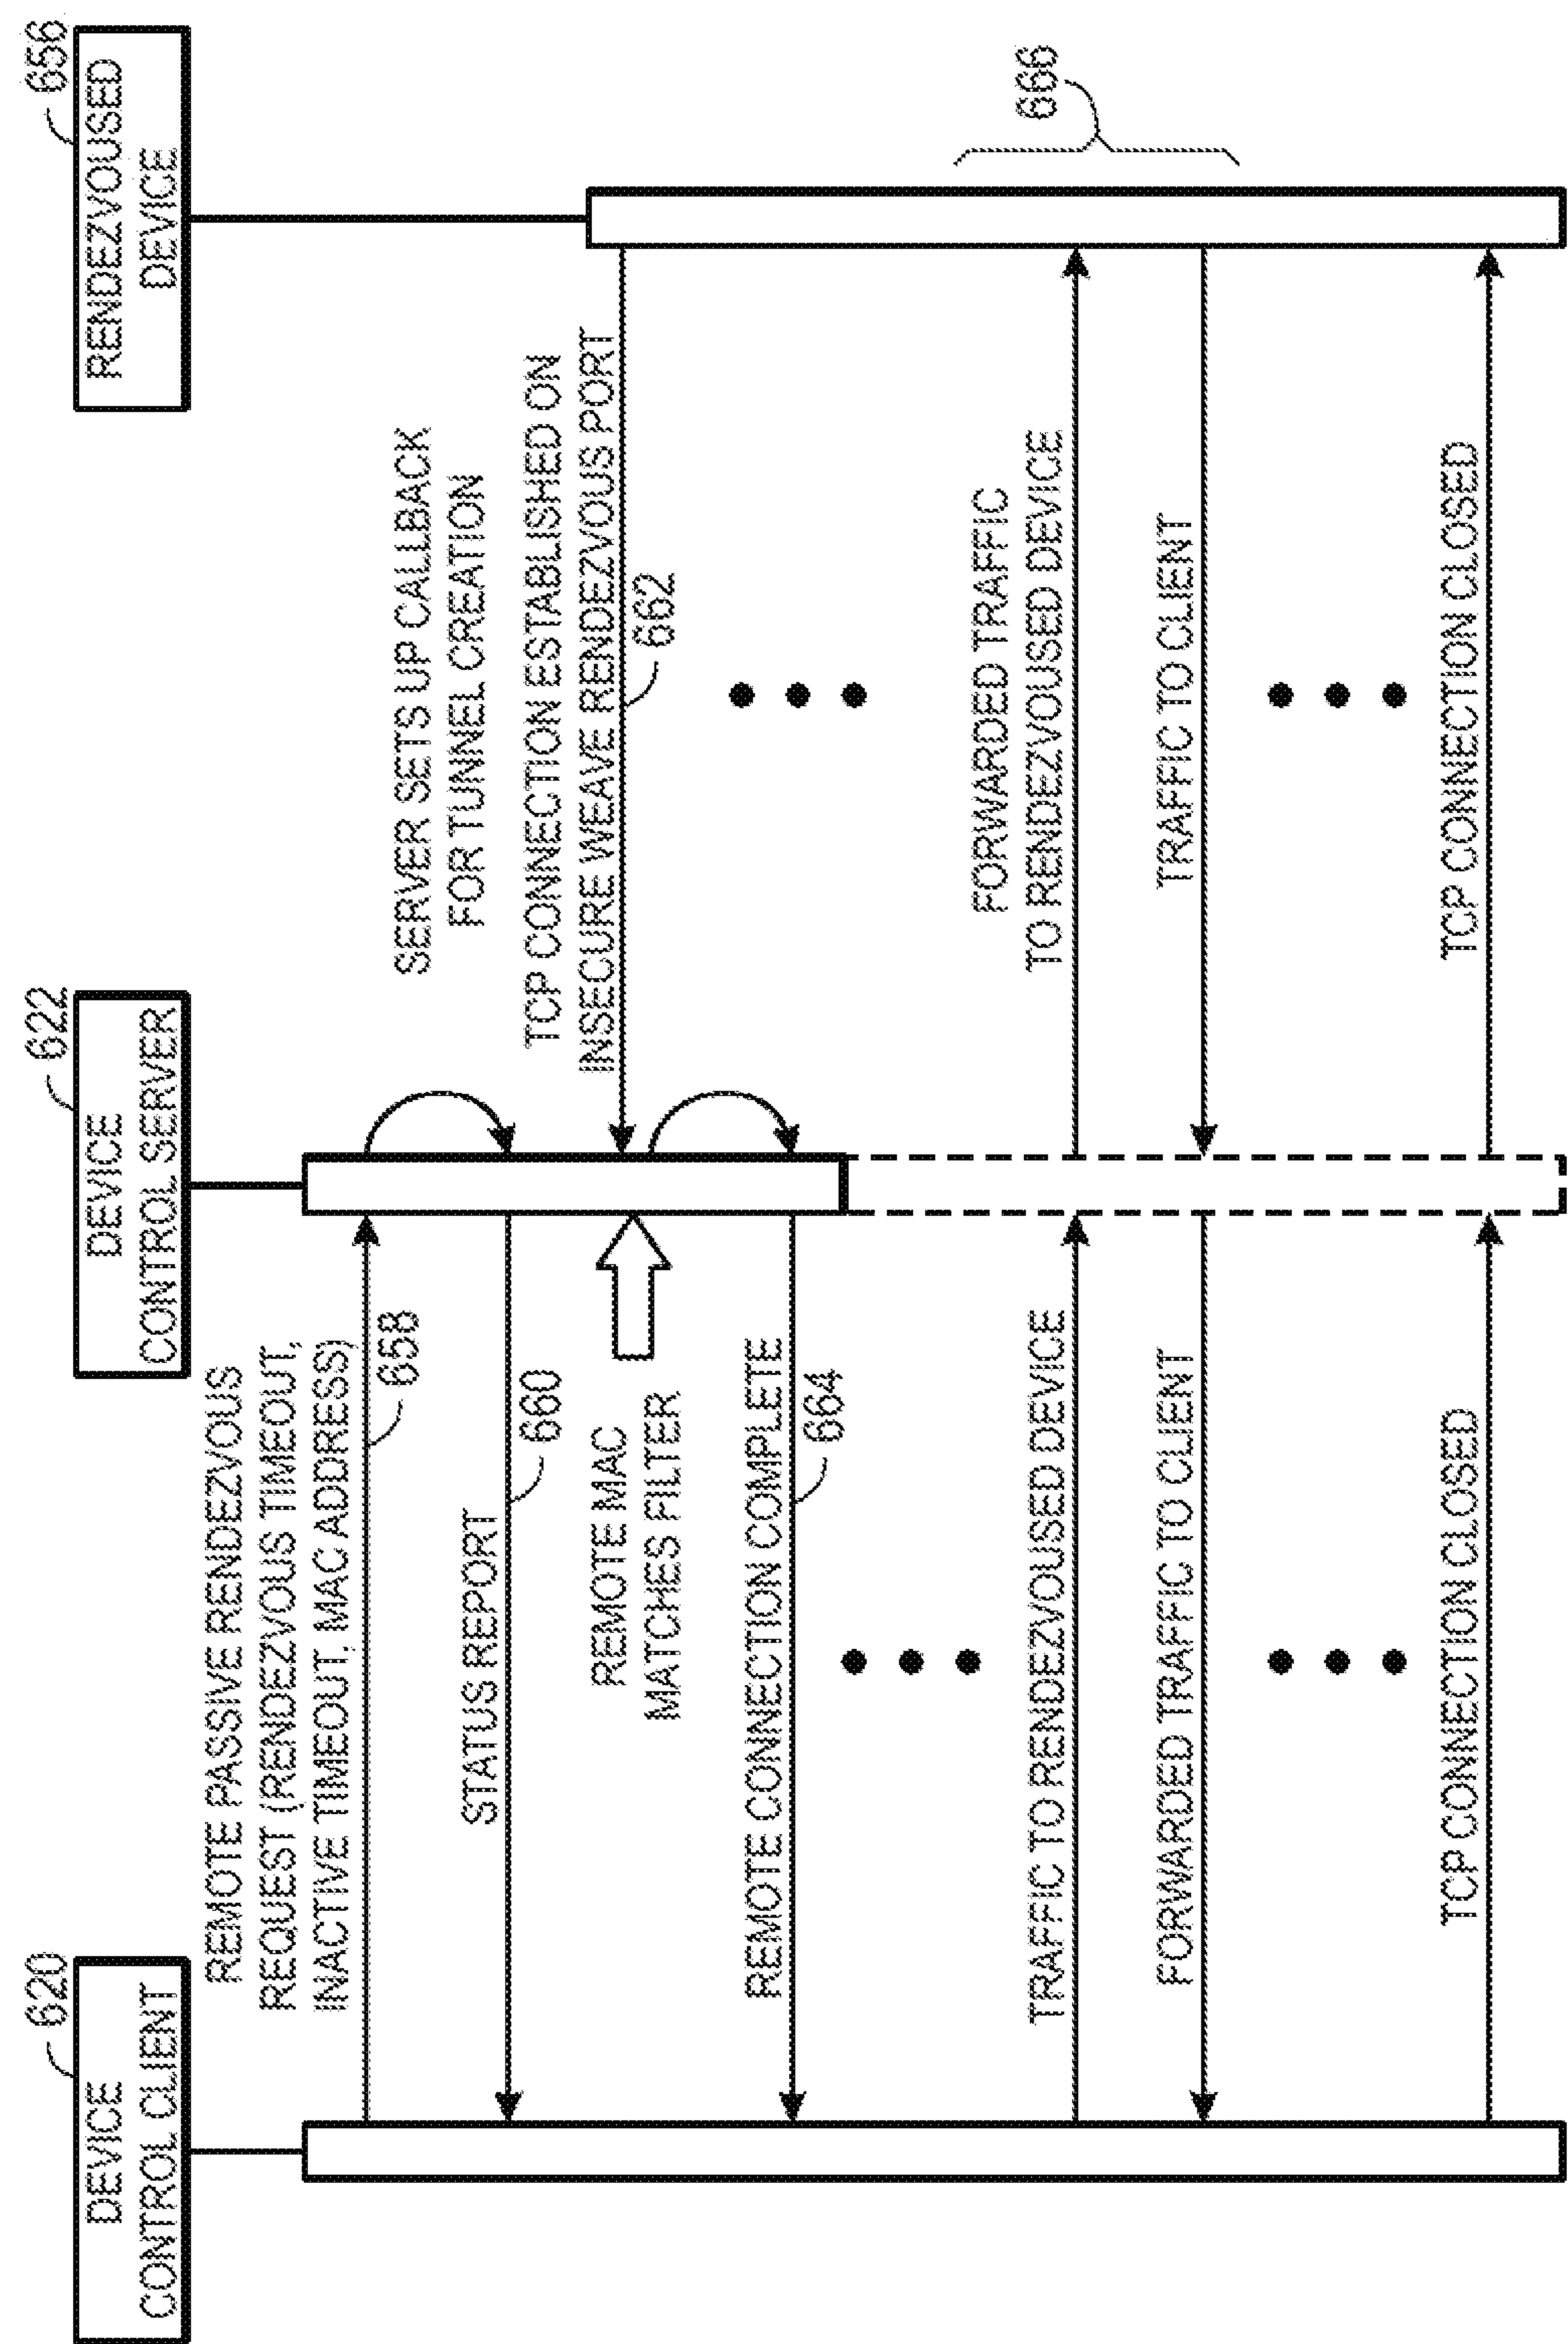 DEVICE
CONTROL CLIENT
620
DEVICE
CONTROL SERVER
622
RENDEZVOUSED
DEVICE
656
REMOTE PASSIVE RENDEZVOUS
REQUEST (RENDEZVOUS TIMEOUT,
INACTIVE TIMEOUT, MAC ADDRESS)
658
SERVER SETS UP CALLBACK
FOR TUNNEL CREATION
STATUS REPORT
660
TCP CONNECTION ESTABLISHED ON
INSECURE WEAVE RENDEZVOUS PORT
662
REMOTE MAC
MATCHES FILTER
REMOTE CONNECTION COMPLETE
664
TRAFFIC TO RENDEZVOUSED DEVICE
FORWARDED TRAFFIC
TO RENDEZVOUSED DEVICE
666
FORWARDED TRAFFIC TO CLIENT
TRAFFIC TO CLIENT
TCP CONNECTION CLOSED
TCP CONNECTION CLOSED